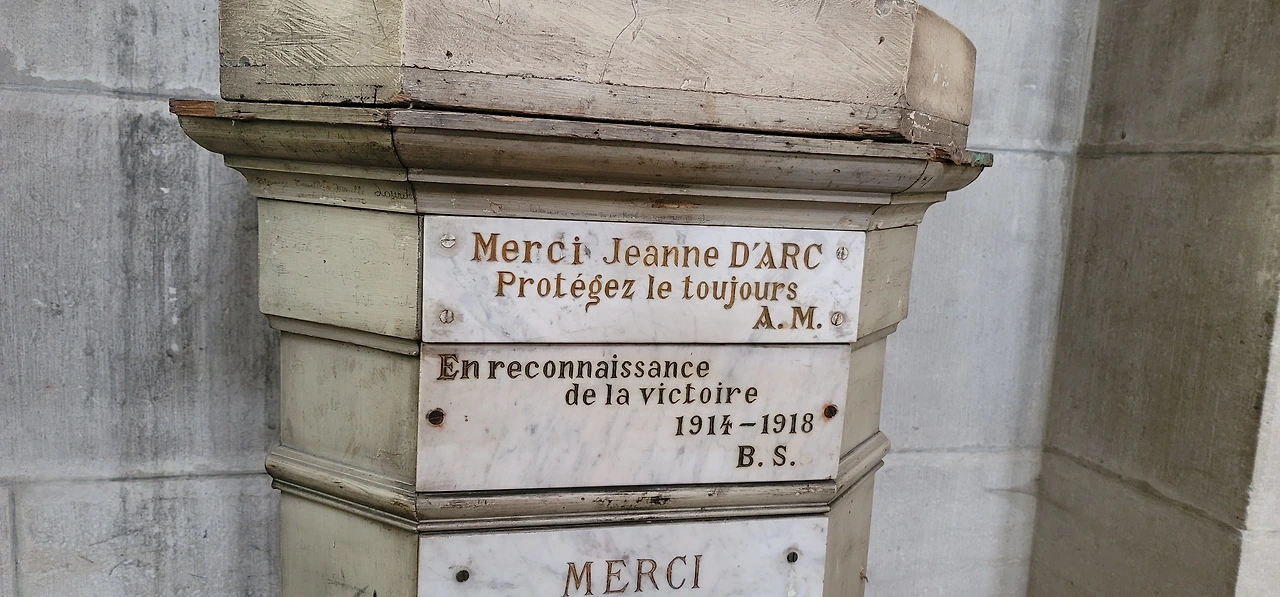 Merci Jeanne D'ARC
Protégez le toujours
A. M.
En reconnaissance
de la victoire
1914-1918
B. S.
MERCI